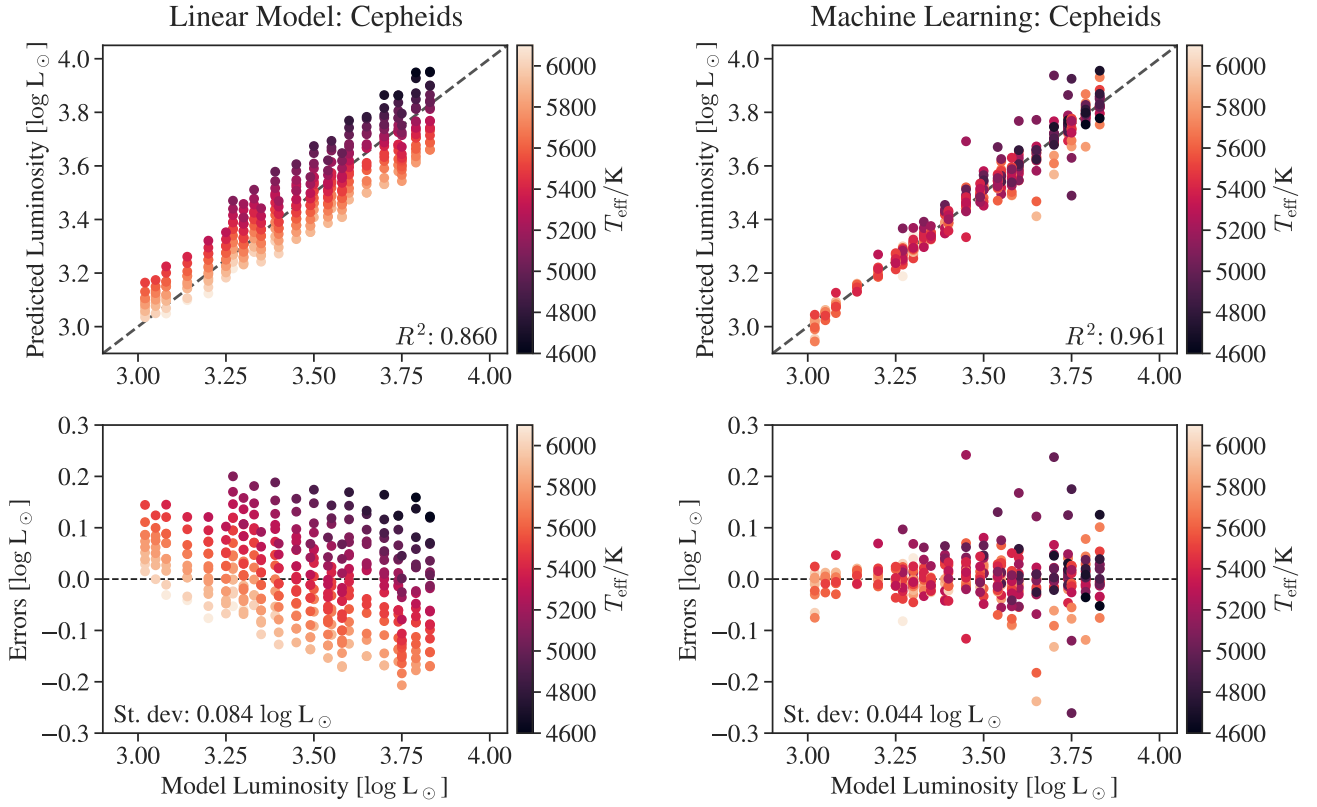 Linear Model: Cepheids
Predicted Luminosity [log L⊙]
4.0
3.8
3.6
3.4
3.2
3.0
3.00 3.25 3.50 3.75 4.00
R²: 0.860
6000
5800
5600
5400
5200
5000
4800
4600
Teff/K
Machine Learning: Cepheids
Predicted Luminosity [log L⊙]
4.0
3.8
3.6
3.4
3.2
3.0
3.00 3.25 3.50 3.75 4.00
R²: 0.961
6000
5800
5600
5400
5200
5000
4800
4600
Teff/K
Errors [log L⊙]
0.3
0.2
0.1
0.0
−0.1
−0.2
−0.3
St. dev: 0.084 log L⊙
3.00 3.25 3.50 3.75 4.00
Model Luminosity [log L⊙]
6000
5800
5600
5400
5200
5000
4800
4600
Teff/K
Errors [log L⊙]
0.3
0.2
0.1
0.0
−0.1
−0.2
−0.3
St. dev: 0.044 log L⊙
3.00 3.25 3.50 3.75 4.00
Model Luminosity [log L⊙]
6000
5800
5600
5400
5200
5000
4800
4600
Teff/K